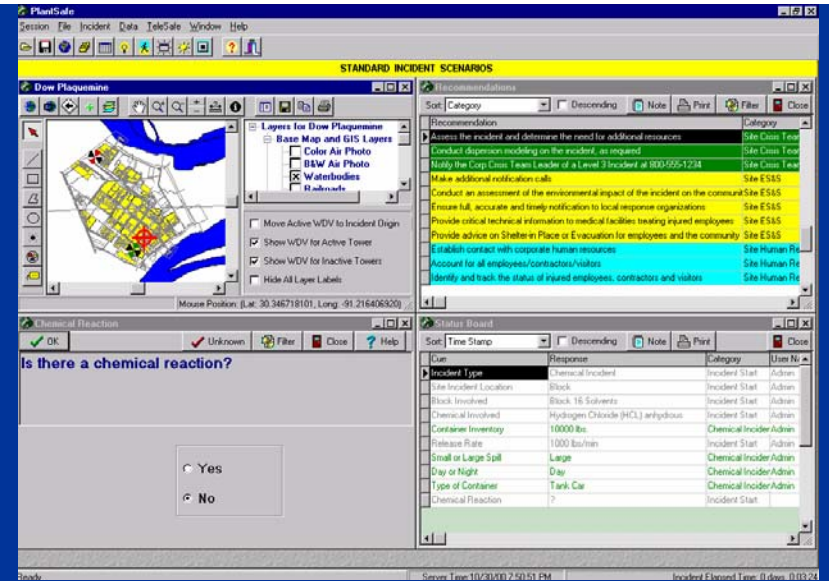 PlantSafe
Session File Incident Data TeleSafe Window Help
STANDARD INCIDENT SCENARIOS
Dow Plaquemine
Layers for Dow Plaquemine
Base Map and GIS Layers
Color Air Photo
B&W Air Photo
Waterbodies
Railroads
Move Active WDV to Incident Origin
Show WDV for Active Tower
Show WDV for Inactive Towers
Hide All Layer Labels
Mouse Position: (Lat: 30.346718101, Long: -91.216406920)
Recommendations
Sort: Category Descending Note Print Filter Close
Recommendation Category
Assess the incident and determine the need for additional resources Site Crisis Team
Conduct dispersion modeling on the incident, as required Site Crisis Team
Notify the Corp Crisis Team Leader of a Level 3 Incident at 800-555-1234 Site Crisis Team
Make additional notification calls Site ES&S
Conduct an assessment of the environmental impact of the incident on the communit Site ES&S
Ensure full, accurate and timely notification to local response organizations Site ES&S
Provide critical technical information to medical facilities treating injured employees Site ES&S
Provide advice on Shelter-in Place or Evacuation for employees and the community Site ES&S
Establish contact with corporate human resources Site Human Re
Account for all employees/contractors/visitors Site Human Re
Identify and track the status of injured employees, contractors and visitors Site Human Re
Chemical Reaction
OK Unknown Filter Close Help
Is there a chemical reaction?
Yes
No
Status Board
Sort: Time Stamp Descending Note Print Close
Cue Response Category User Na
Incident Type Chemical Incident Incident Start Admin
Site Incident Location Block Incident Start Admin
Block Involved Block 16 Solvents Incident Start Admin
Chemical Involved Hydrogen Chloride (HCL) anhydrous Incident Start Admin
Container Inventory 10000 lbs. Chemical Incider Admin
Release Rate 1000 lbs/min Incident Start Admin
Small or Large Spill Large Chemical Incider Admin
Day or Night Day Chemical Incider Admin
Type of Container Tank Car Chemical Incider Admin
Chemical Reaction ? Incident Start
Ready Server Time: 10/30/00 7:50:51 PM Incident Elapsed Time: 0 days, 0:03:24